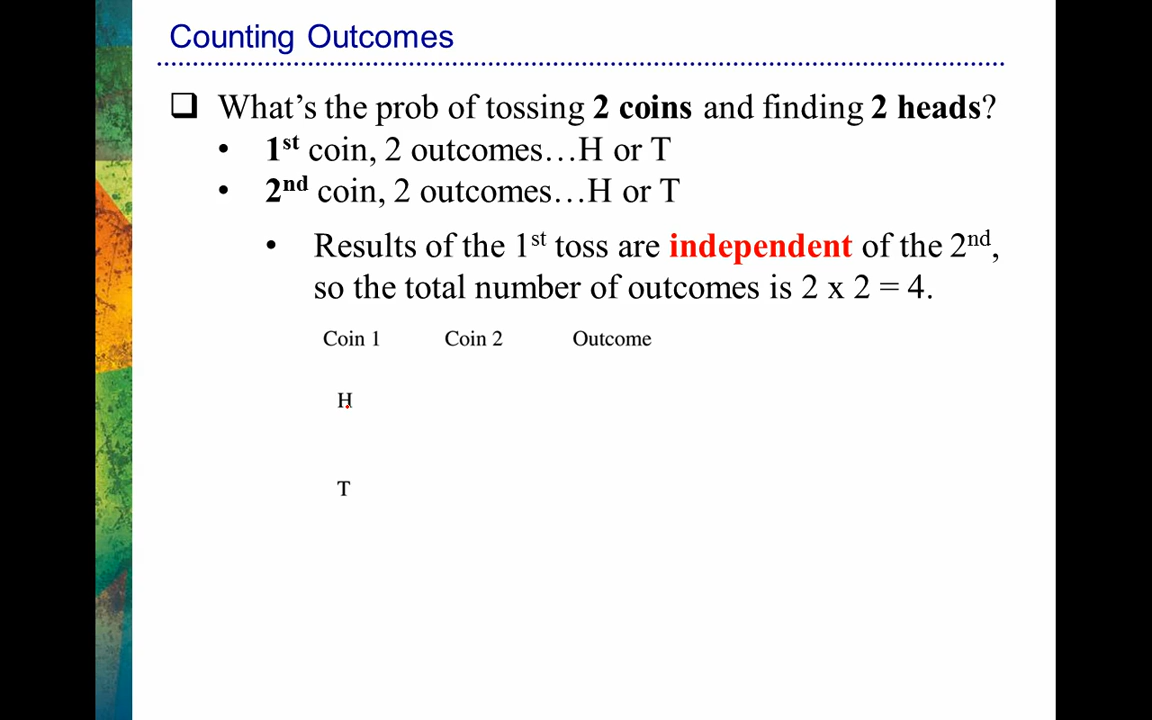 Counting Outcomes
❑ What’s the prob of tossing 2 coins and finding 2 heads?
• 1st coin, 2 outcomes…H or T
• 2nd coin, 2 outcomes…H or T
• Results of the 1st toss are independent of the 2nd,
so the total number of outcomes is 2 x 2 = 4.
Coin 1 Coin 2 Outcome
H
T